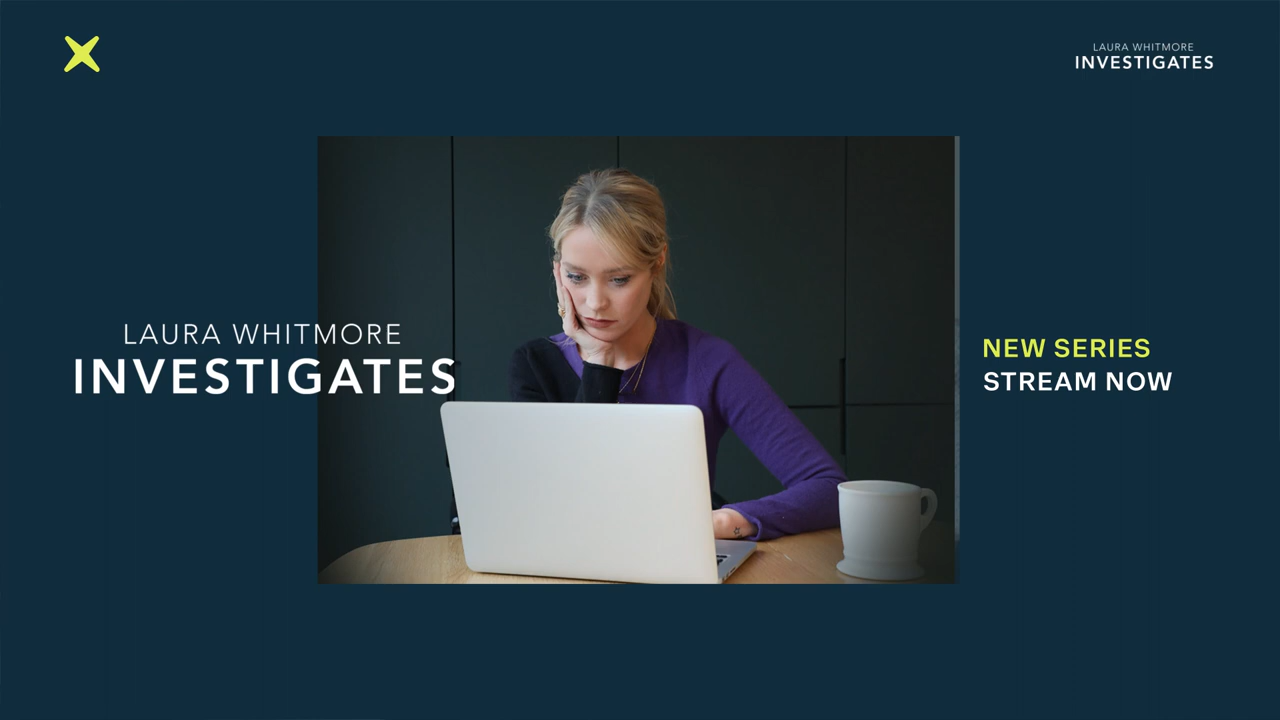 LAURA WHITMORE
INVESTIGATES
LAURA WHITMORE
INVESTIGATES
NEW SERIES
STREAM NOW